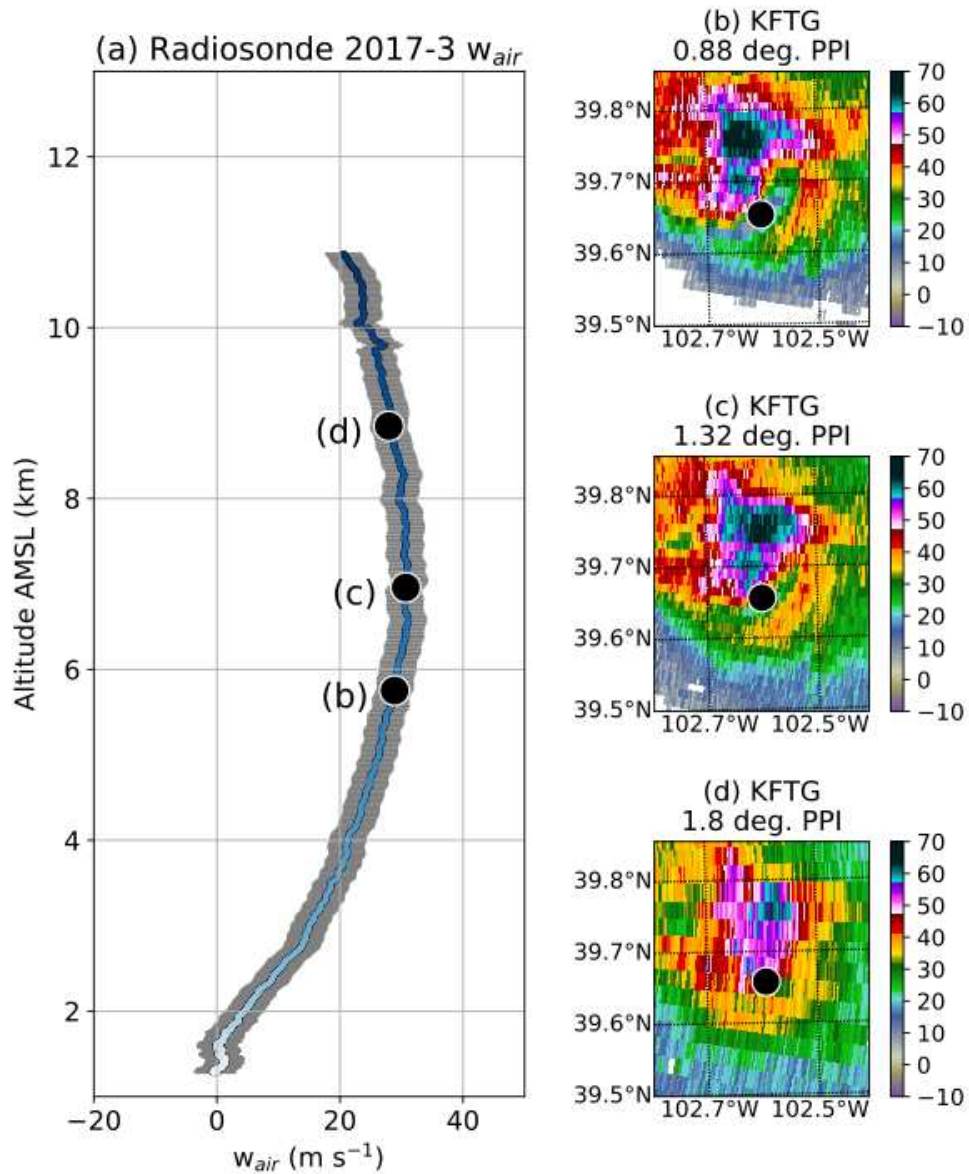 (a) Radiosonde 2017-3 w_air
Altitude AMSL (km)
12
10
8
6
4
2
(d)
(c)
(b)
−20
0
20
40
w_air (m s⁻¹)
(b) KFTG
0.88 deg. PPI
39.8°N
39.7°N
39.6°N
39.5°N
102.7°W 102.5°W
70
60
50
40
30
20
10
0
−10
(c) KFTG
1.32 deg. PPI
39.8°N
39.7°N
39.6°N
39.5°N
102.7°W 102.5°W
70
60
50
40
30
20
10
0
−10
(d) KFTG
1.8 deg. PPI
39.8°N
39.7°N
39.6°N
39.5°N
102.7°W 102.5°W
70
60
50
40
30
20
10
0
−10